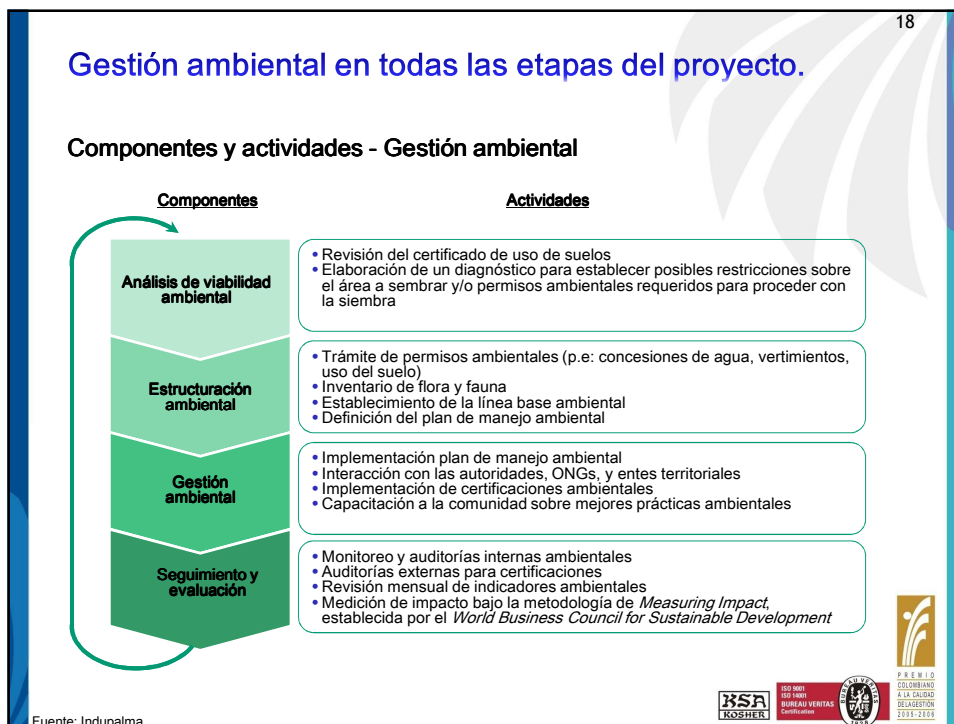 18
Gestión ambiental en todas las etapas del proyecto.
Componentes y actividades - Gestión ambiental
Componentes
Actividades
Análisis de viabilidad
ambiental
• Revisión del certificado de uso de suelos
• Elaboración de un diagnóstico para establecer posibles restricciones sobre
el área a sembrar y/o permisos ambientales requeridos para proceder con
la siembra
Estructuración
ambiental
• Trámite de permisos ambientales (p.e: concesiones de agua, vertimientos,
uso del suelo)
• Inventario de flora y fauna
• Establecimiento de la línea base ambiental
• Definición del plan de manejo ambiental
Gestión
ambiental
• Implementación plan de manejo ambiental
• Interacción con las autoridades, ONGs, y entes territoriales
• Implementación de certificaciones ambientales
• Capacitación a la comunidad sobre mejores prácticas ambientales
Seguimiento y
evaluación
• Monitoreo y auditorías internas ambientales
• Auditorías externas para certificaciones
• Revisión mensual de indicadores ambientales
• Medición de impacto bajo la metodología de Measuring Impact,
establecida por el World Business Council for Sustainable Development
Fuente: Indupalma
KSA
KOSHER
ISO 9001
ISO 14001
BUREAU VERITAS
Certification
BUREAU VERITAS
1828
PREMIO
COLOMBIANO
A LA CALIDAD
DELAGESTIÓN
2005-2006